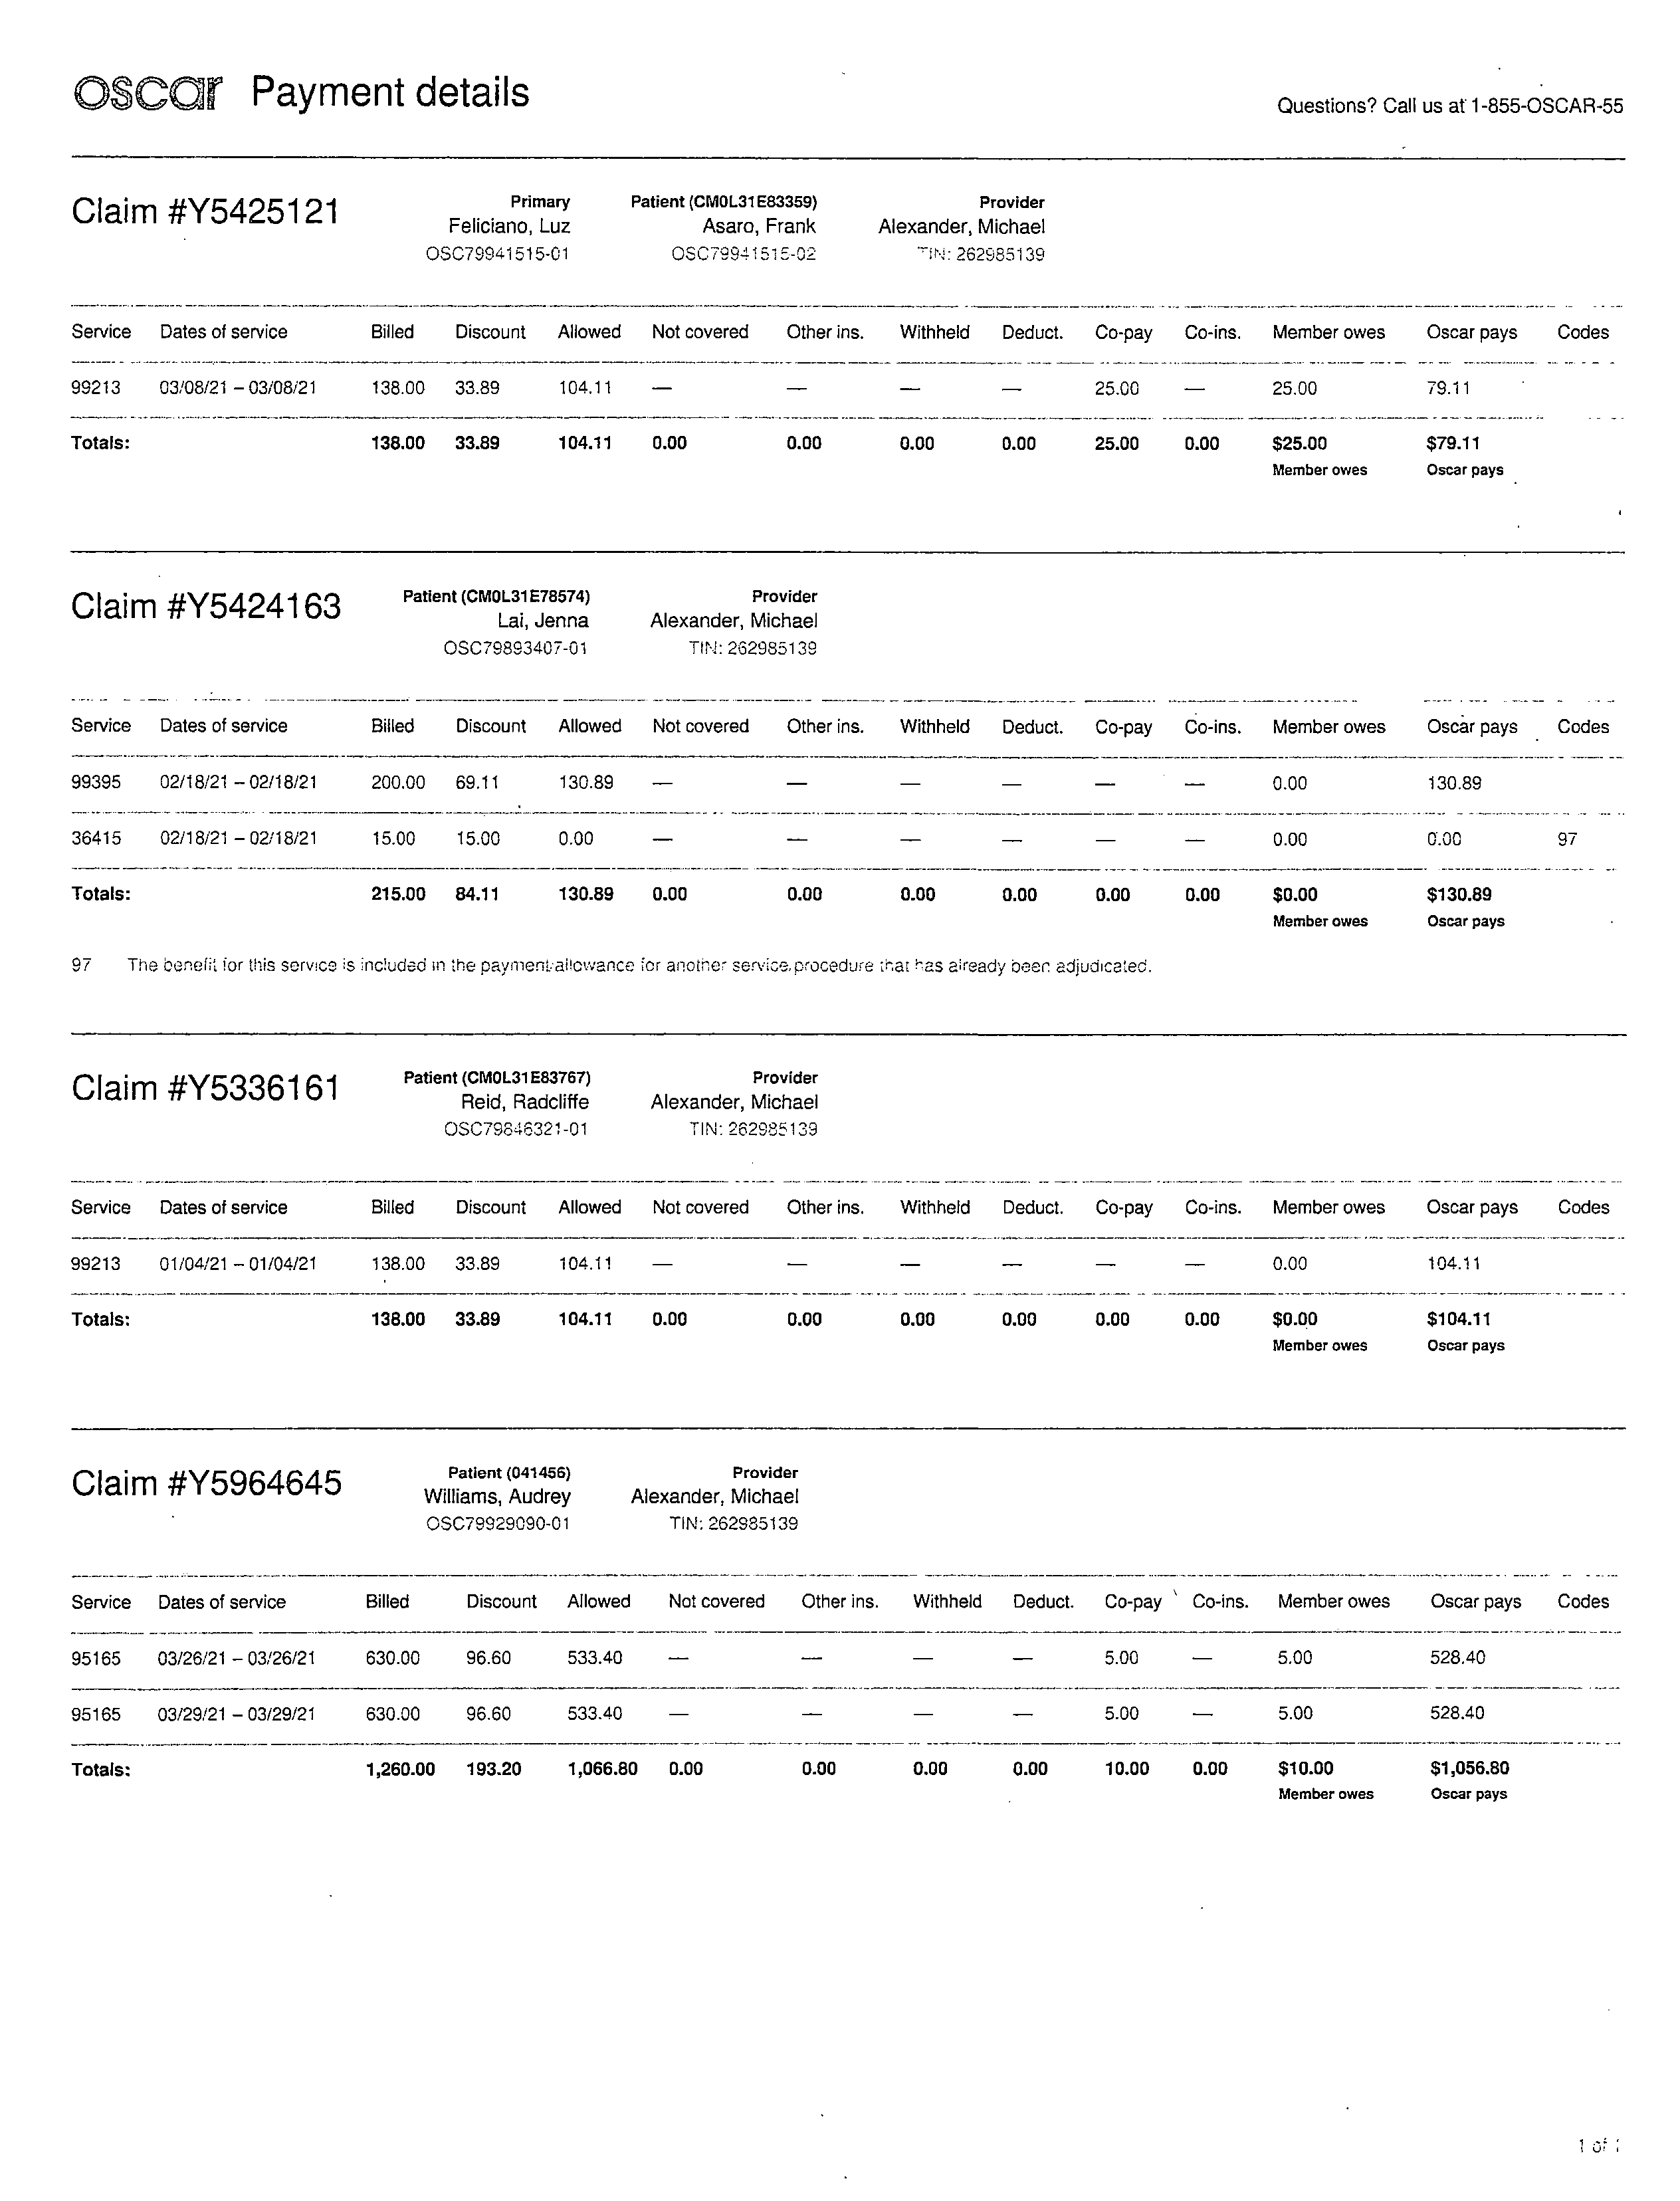 oscar Payment details
Questions? Call us at 1-855-OSCAR-55
Claim #Y5425121
Primary Patient (CM0L31E83359) Provider
Feliciano, Luz Asaro, Frank Alexander, Michael
OSC79941515-01 OSC79941515-02 TIN: 262985139
Service Dates of service Billed Discount Allowed Not covered Other ins. Withheld Deduct. Co-pay Co-ins. Member owes Oscar pays Codes
99213 03/08/21 – 03/08/21 138.00 33.89 104.11 — — — — 25.00 — 25.00 79.11
Totals: 138.00 33.89 104.11 0.00 0.00 0.00 0.00 25.00 0.00 $25.00 $79.11
Member owes Oscar pays
Claim #Y5424163
Patient (CM0L31E78574) Provider
Lai, Jenna Alexander, Michael
OSC79893407-01 TIN: 262985139
Service Dates of service Billed Discount Allowed Not covered Other ins. Withheld Deduct. Co-pay Co-ins. Member owes Oscar pays Codes
99395 02/18/21 – 02/18/21 200.00 69.11 130.89 — — — — — — 0.00 130.89
36415 02/18/21 – 02/18/21 15.00 15.00 0.00 — — — — — — 0.00 0.00 97
Totals: 215.00 84.11 130.89 0.00 0.00 0.00 0.00 0.00 0.00 $0.00 $130.89
Member owes Oscar pays
97 The benefit for this service is included in the payment/allowance for another service/procedure that has already been adjudicated.
Claim #Y5336161
Patient (CM0L31E83767) Provider
Reid, Radcliffe Alexander, Michael
OSC79846321-01 TIN: 262985139
Service Dates of service Billed Discount Allowed Not covered Other ins. Withheld Deduct. Co-pay Co-ins. Member owes Oscar pays Codes
99213 01/04/21 – 01/04/21 138.00 33.89 104.11 — — — — — — 0.00 104.11
Totals: 138.00 33.89 104.11 0.00 0.00 0.00 0.00 0.00 0.00 $0.00 $104.11
Member owes Oscar pays
Claim #Y5964645
Patient (041456) Provider
Williams, Audrey Alexander, Michael
OSC79929090-01 TIN: 262985139
Service Dates of service Billed Discount Allowed Not covered Other ins. Withheld Deduct. Co-pay Co-ins. Member owes Oscar pays Codes
95165 03/26/21 – 03/26/21 630.00 96.60 533.40 — — — — 5.00 — 5.00 528.40
95165 03/29/21 – 03/29/21 630.00 96.60 533.40 — — — — 5.00 — 5.00 528.40
Totals: 1,260.00 193.20 1,066.80 0.00 0.00 0.00 0.00 10.00 0.00 $10.00 $1,056.80
Member owes Oscar pays
1 of